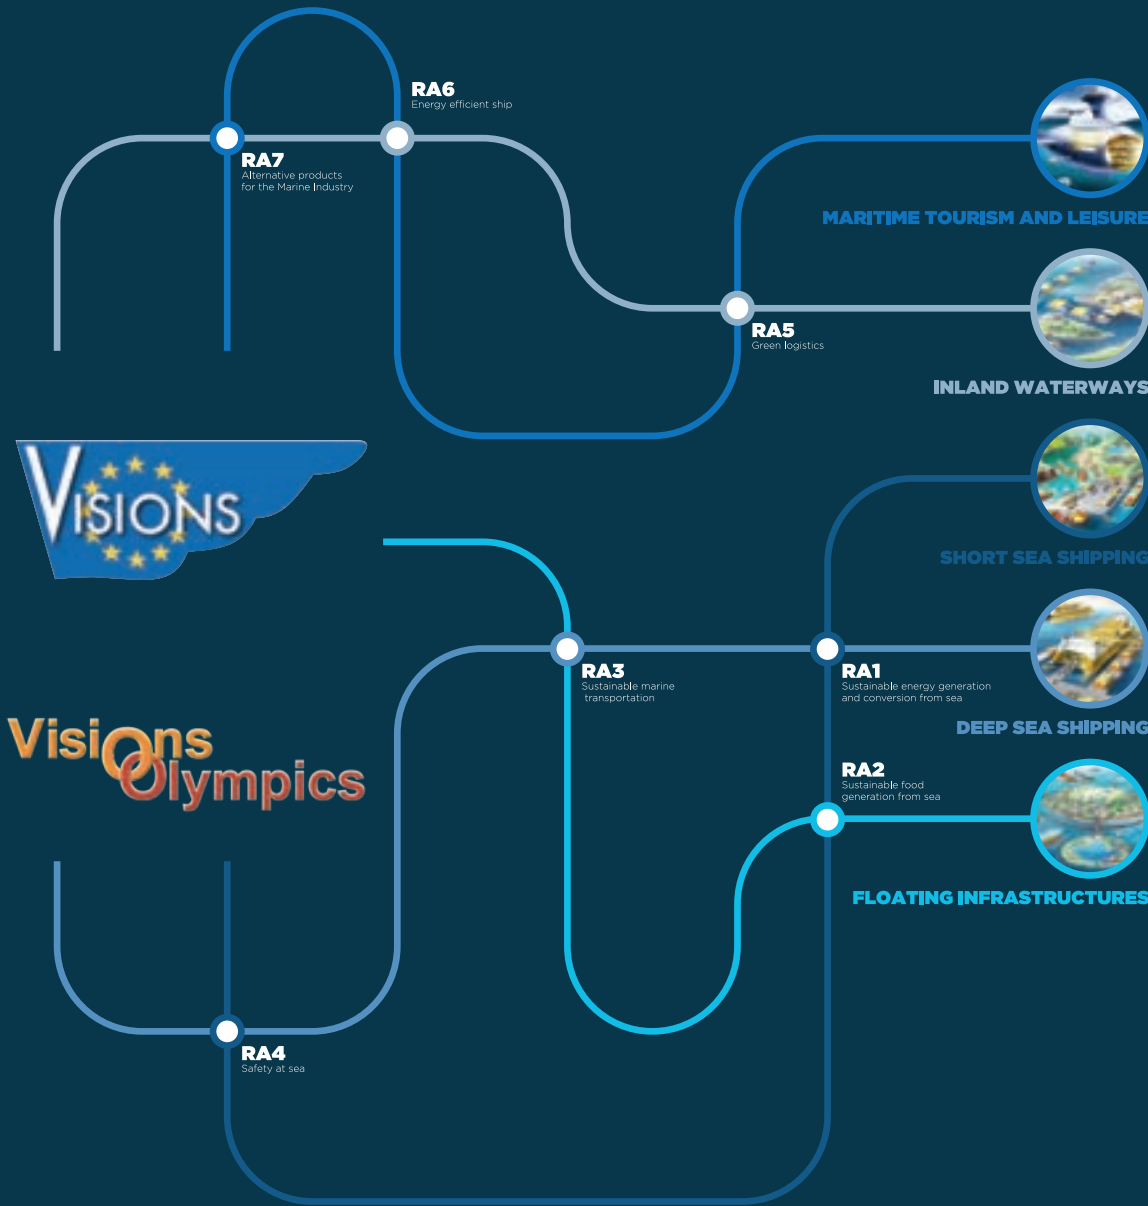 RA6
Energy efficient ship
RA7
Alternative products
for the Marine Industry
MARITIME TOURISM AND LEISURE
RA5
Green logistics
INLAND WATERWAYS
VISIONS
SHORT SEA SHIPPING
RA3
Sustainable marine
transportation
RA1
Sustainable energy generation
and conversion from sea
DEEP SEA SHIPPING
Visions
Olympics
RA2
Sustainable food
generation from sea
FLOATING INFRASTRUCTURES
RA4
Safety at sea